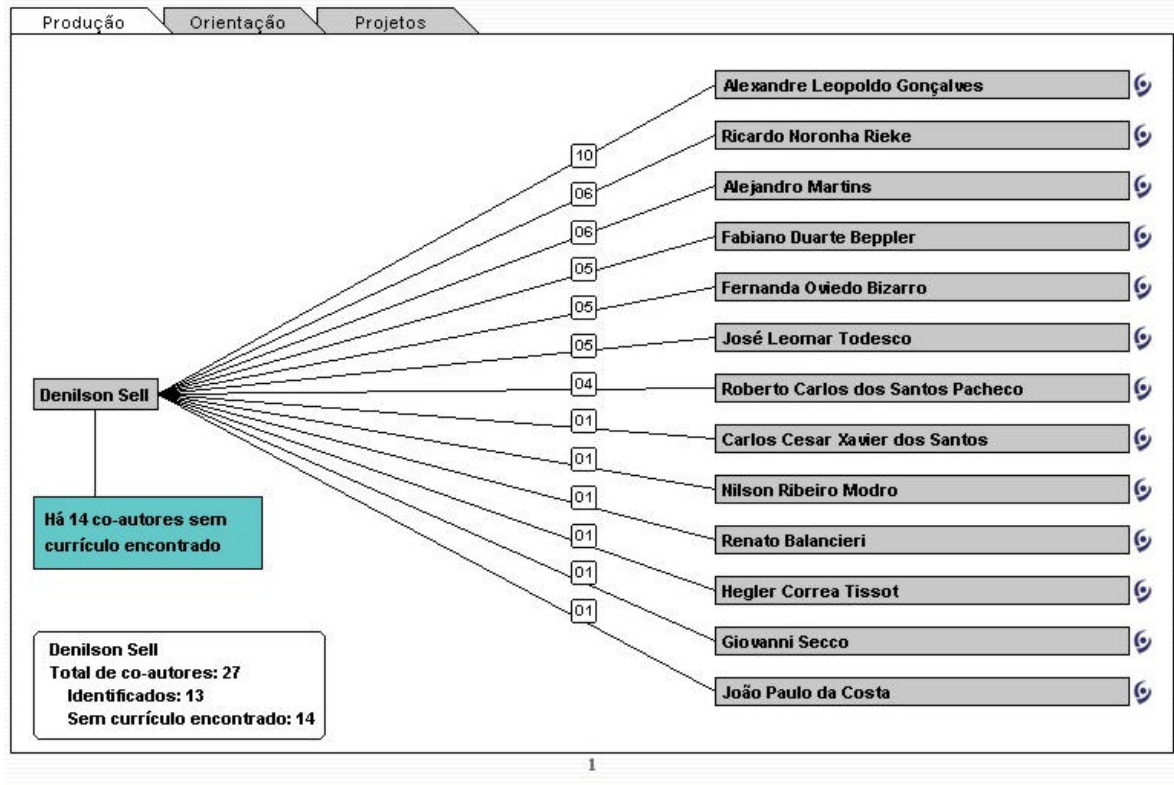 Produção
Orientação
Projetos
Alexandre Leopoldo Gonçalves
Ricardo Noronha Rieke
Alejandro Martins
Fabiano Duarte Beppler
Fernanda Oviedo Bizarro
José Leomar Todesco
Roberto Carlos dos Santos Pacheco
Carlos Cesar Xavier dos Santos
Nilson Ribeiro Modro
Renato Balancieri
Hegler Correa Tissot
Giovanni Secco
João Paulo da Costa
10
06
06
05
05
05
04
01
01
01
01
01
01
Denilson Sell
Há 14 co-autores sem
currículo encontrado
Denilson Sell
Total de co-autores: 27
Identificados: 13
Sem currículo encontrado: 14
1